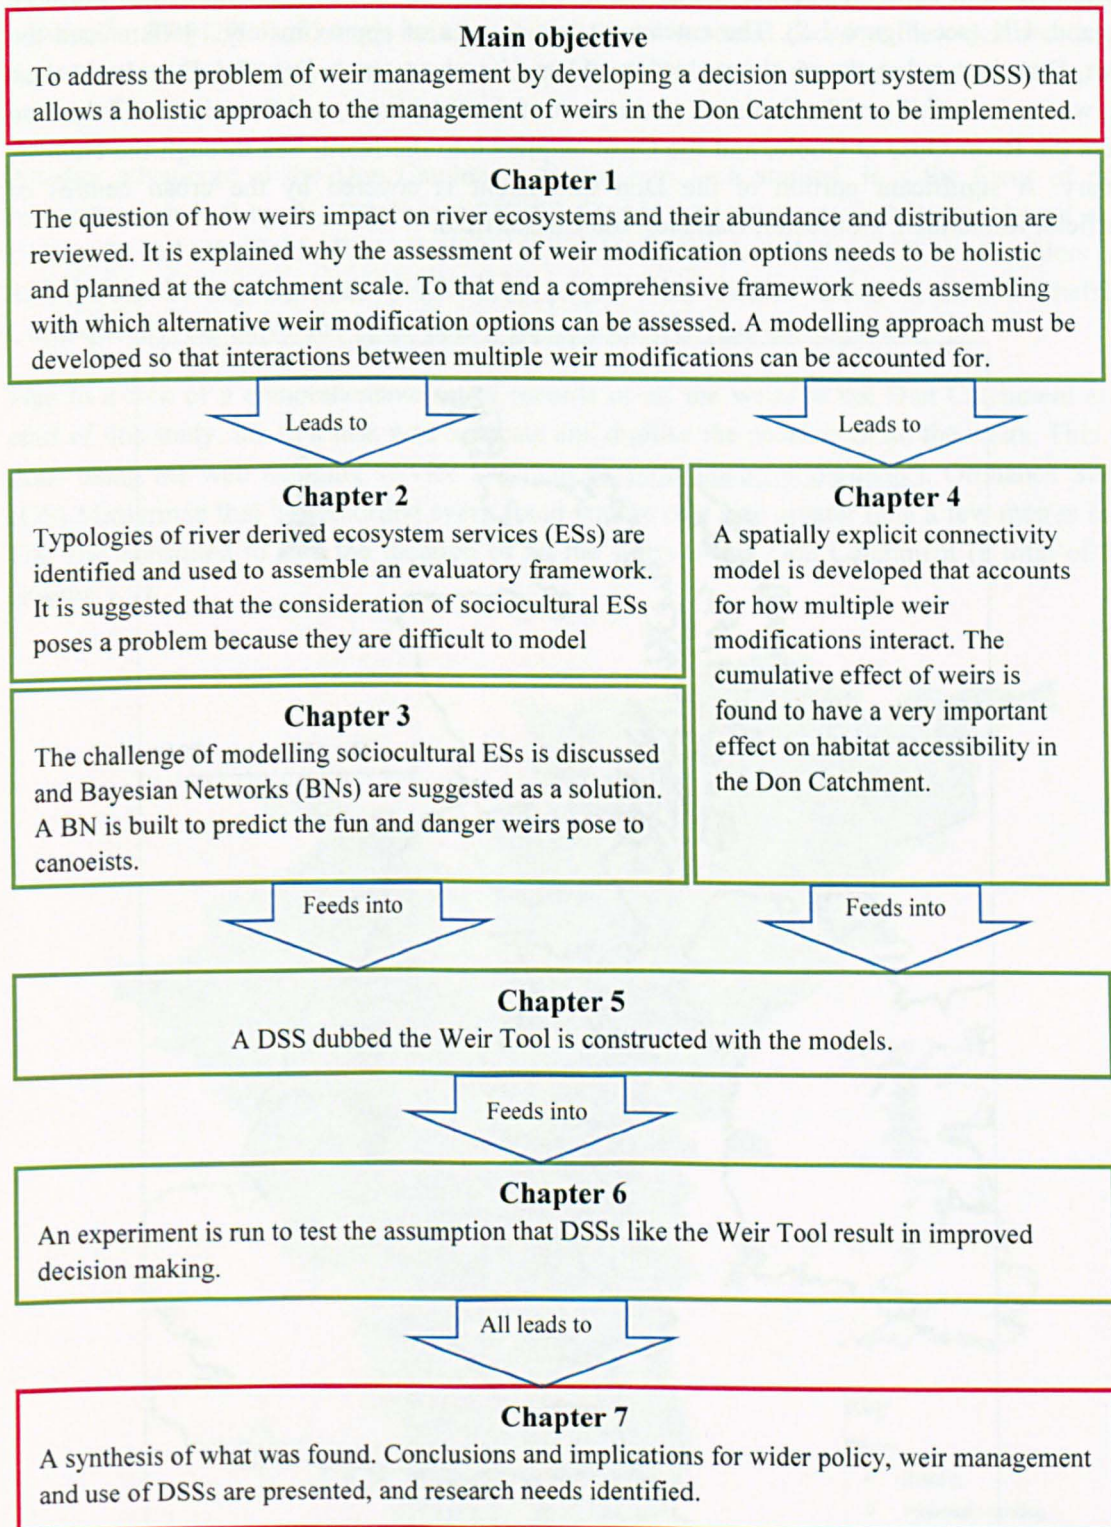 Main objective
To address the problem of weir management by developing a decision support system (DSS) that
allows a holistic approach to the management of weirs in the Don Catchment to be implemented.
Chapter 1
The question of how weirs impact on river ecosystems and their abundance and distribution are
reviewed. It is explained why the assessment of weir modification options needs to be holistic
and planned at the catchment scale. To that end a comprehensive framework needs assembling
with which alternative weir modification options can be assessed. A modelling approach must be
developed so that interactions between multiple weir modifications can be accounted for.
Leads to
Leads to
Chapter 2
Typologies of river derived ecosystem services (ESs) are
identified and used to assemble an evaluatory framework.
It is suggested that the consideration of sociocultural ESs
poses a problem because they are difficult to model
Chapter 3
The challenge of modelling sociocultural ESs is discussed
and Bayesian Networks (BNs) are suggested as a solution.
A BN is built to predict the fun and danger weirs pose to
canoeists.
Chapter 4
A spatially explicit connectivity
model is developed that accounts
for how multiple weir
modifications interact. The
cumulative effect of weirs is
found to have a very important
effect on habitat accessibility in
the Don Catchment.
Feeds into
Feeds into
Chapter 5
A DSS dubbed the Weir Tool is constructed with the models.
Feeds into
Chapter 6
An experiment is run to test the assumption that DSSs like the Weir Tool result in improved
decision making.
All leads to
Chapter 7
A synthesis of what was found. Conclusions and implications for wider policy, weir management
and use of DSSs are presented, and research needs identified.